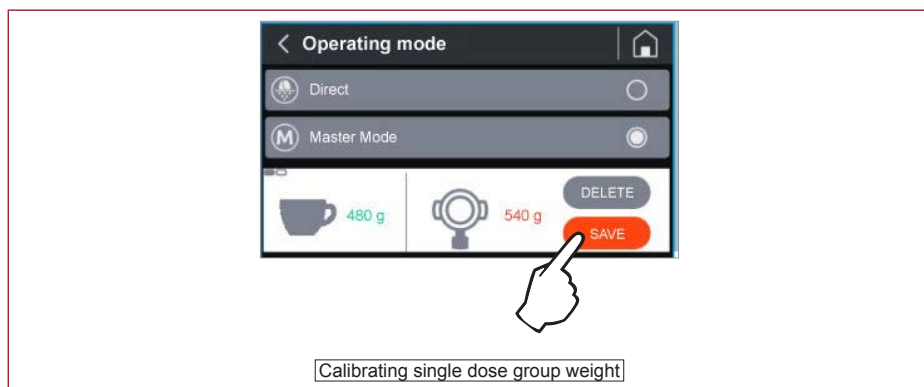 Operating mode
Direct
M Master Mode
480 g
540 g
DELETE
SAVE
Calibrating single dose group weight